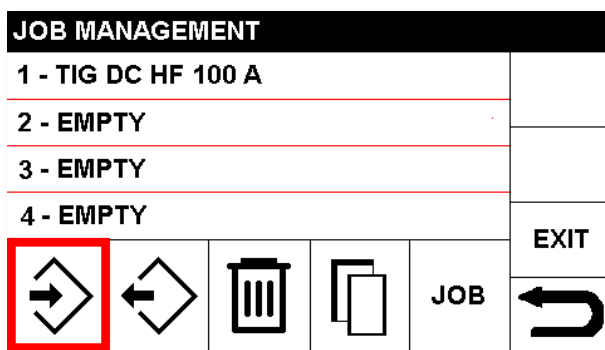 JOB MANAGEMENT
1 - TIG DC HF 100 A
2 - EMPTY
3 - EMPTY
4 - EMPTY
EXIT
JOB